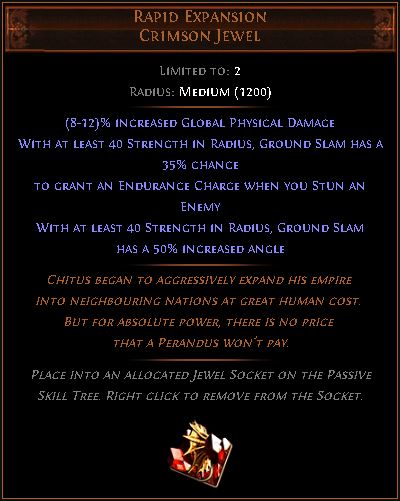 Rapid Expansion
Crimson Jewel
Limited to: 2
Radius: Medium (1200)
(8-12)% increased Global Physical Damage
With at least 40 Strength in Radius, Ground Slam has a
35% chance
to grant an Endurance Charge when you Stun an
Enemy
With at least 40 Strength in Radius, Ground Slam
has a 50% increased angle
Chitus began to aggressively expand his empire
into neighbouring nations at great human cost.
But for absolute power, there is no price
that a Perandus won't pay.
Place into an allocated Jewel Socket on the Passive
Skill Tree. Right click to remove from the Socket.